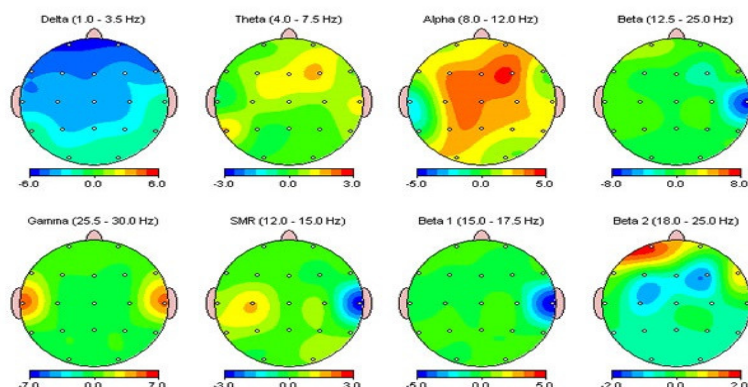 Delta (1.0 - 3.5 Hz)
Theta (4.0 - 7.5 Hz)
Alpha (8.0 - 12.0 Hz)
Beta (12.5 - 25.0 Hz)
-6.0 0.0 6.0
-3.0 0.0 3.0
-5.0 0.0 5.0
-8.0 0.0 8.0
Gamma (25.5 - 30.0 Hz)
SMR (12.0 - 15.0 Hz)
Beta 1 (15.0 - 17.5 Hz)
Beta 2 (18.0 - 25.0 Hz)
-7.0 0.0 7.0
-3.0 0.0 3.0
-5.0 0.0 5.0
-2.0 0.0 2.0